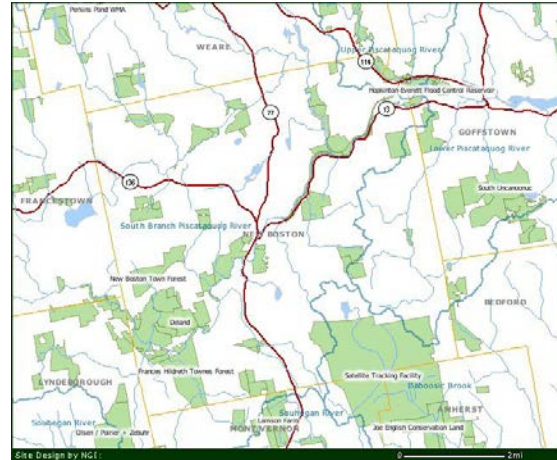 Perkins Pond WMA
WEARE
Upper Piscataquog River
114
Hopkinton-Everett Flood Control Reservoir
77
13
GOFFSTOWN
Lower Piscataquog River
136
South Uncanoonuc
FRANCESTOWN
South Branch Piscataquog River
NEW BOSTON
New Boston Town Forest
BEDFORD
Frances Hildreth Townes Forest
Satellite Tracking Facility
LYNDEBOROUGH
Baboosic Brook
Souhegan River
Souhegan River
AMHERST
Lamson Farm
MONT VERNON
Joe English Conservation Land
Site Design by NGI:
0 2mi